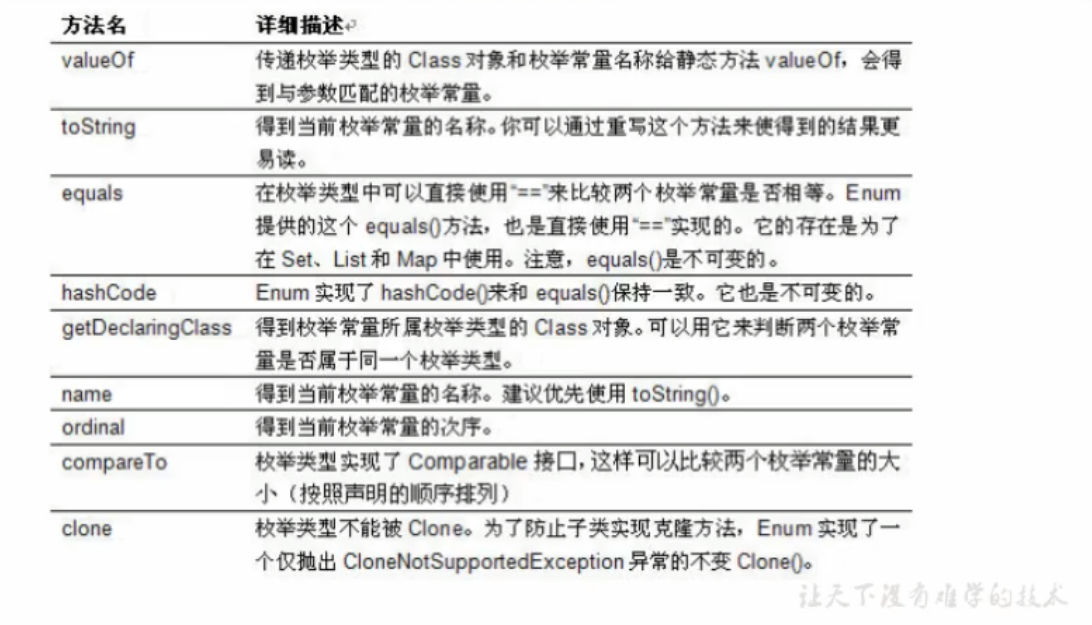 方法名 详细描述
valueOf 传递枚举类型的 Class 对象和枚举常量名称给静态方法 valueOf，会得
到与参数匹配的枚举常量。
toString 得到当前枚举常量的名称。你可以通过重写这个方法来使得到的结果更
易读。
equals 在枚举类型中可以直接使用“==”来比较两个枚举常量是否相等。Enum
提供的这个 equals()方法，也是直接使用“==”实现的。它的存在是为了
在 Set、List 和 Map 中使用。注意，equals()是不可变的。
hashCode Enum 实现了 hashCode()来和 equals()保持一致。它也是不可变的。
getDeclaringClass 得到枚举常量所属枚举类型的 Class 对象。可以用它来判断两个枚举常
量是否属于同一个枚举类型。
name 得到当前枚举常量的名称。建议优先使用 toString()。
ordinal 得到当前枚举常量的次序。
compareTo 枚举类型实现了 Comparable 接口，这样可以比较两个枚举常量的大
小（按照声明的顺序排列）
clone 枚举类型不能被 Clone。为了防止子类实现克隆方法，Enum 实现了一
个仅抛出 CloneNotSupportedException 异常的不变 Clone()。
让天下没有难学的技术